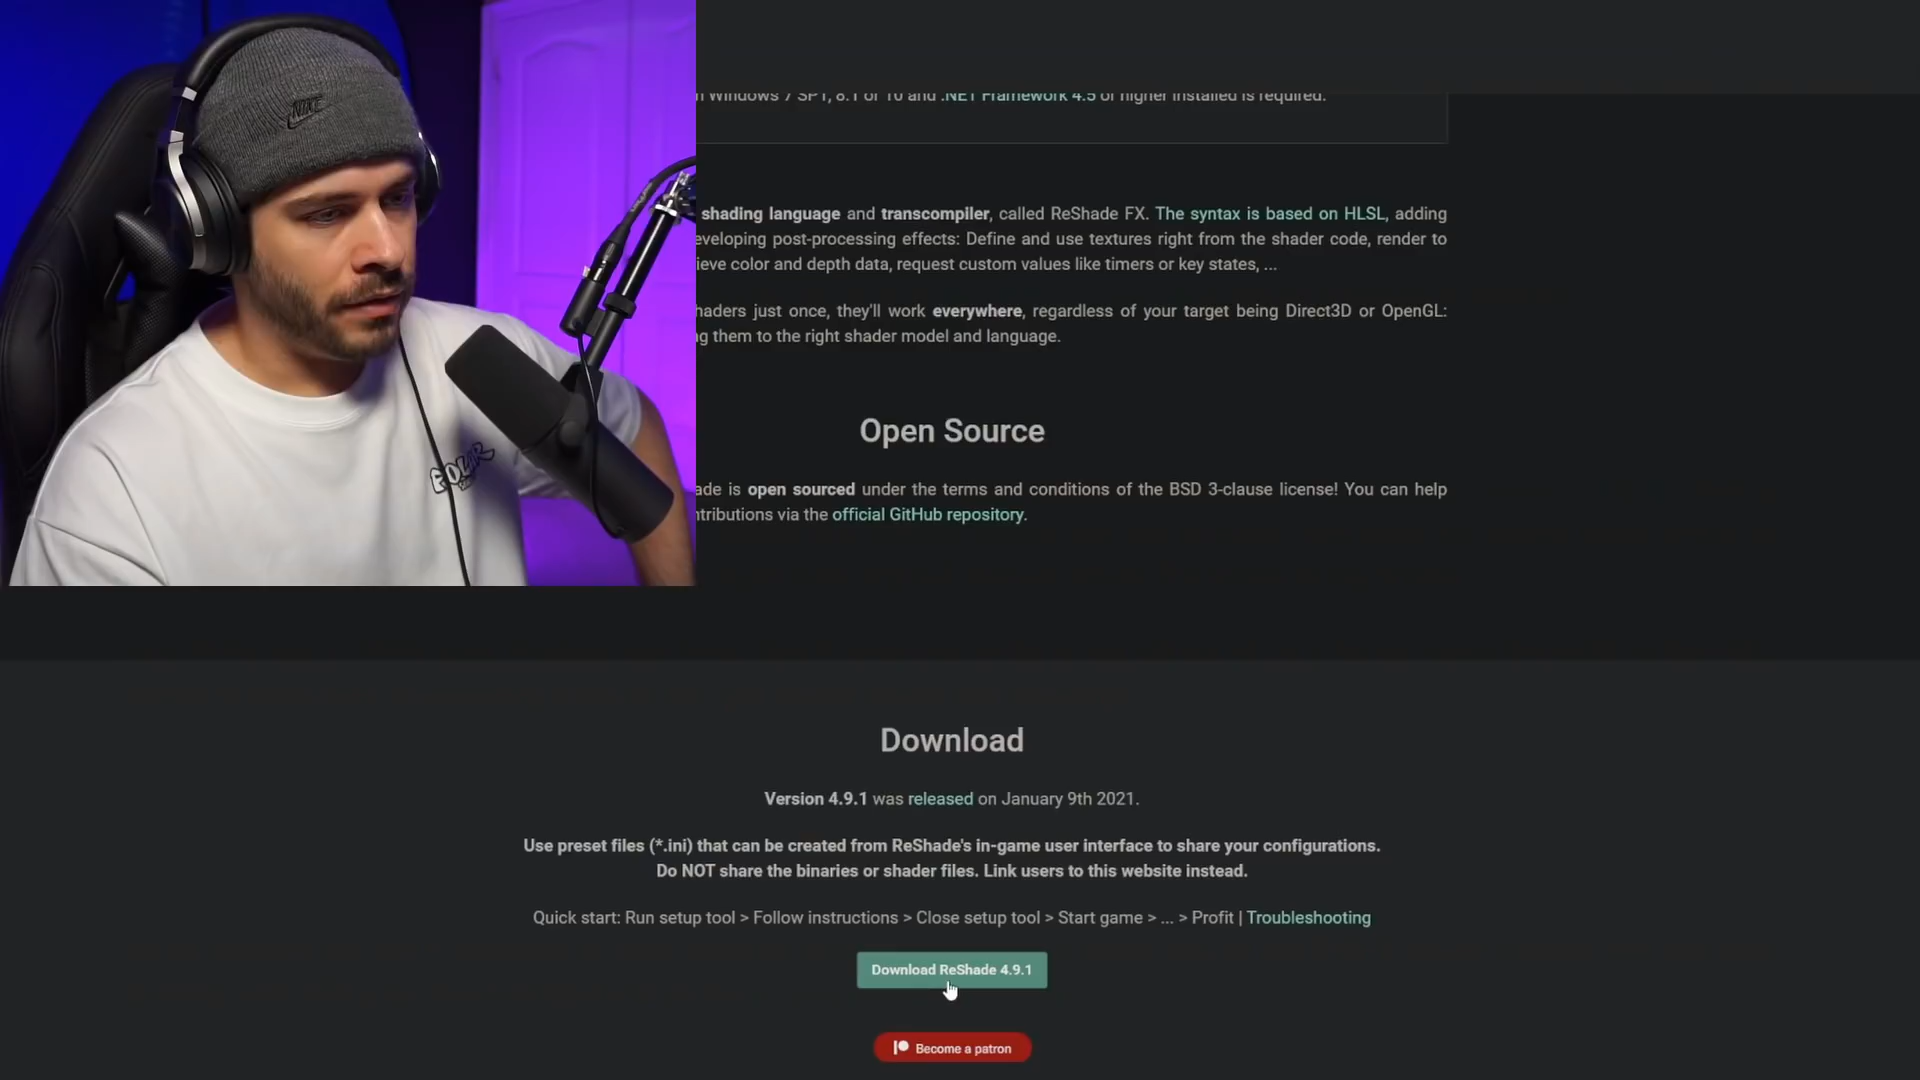 NIKE
POLAR
Windows 7 SP1, 8.1 or 10 and .NET Framework 4.5 or higher installed is required.
shading language and transcompiler, called ReShade FX. The syntax is based on HLSL, adding
eveloping post-processing effects: Define and use textures right from the shader code, render to
ieve color and depth data, request custom values like timers or key states, ...
haders just once, they'll work everywhere, regardless of your target being Direct3D or OpenGL:
g them to the right shader model and language.
Open Source
ade is open sourced under the terms and conditions of the BSD 3-clause license! You can help
ntributions via the official GitHub repository.
Download
Version 4.9.1 was released on January 9th 2021.
Use preset files (*.ini) that can be created from ReShade's in-game user interface to share your configurations.
Do NOT share the binaries or shader files. Link users to this website instead.
Quick start: Run setup tool > Follow instructions > Close setup tool > Start game > ... > Profit | Troubleshooting
Download ReShade 4.9.1
Become a patron